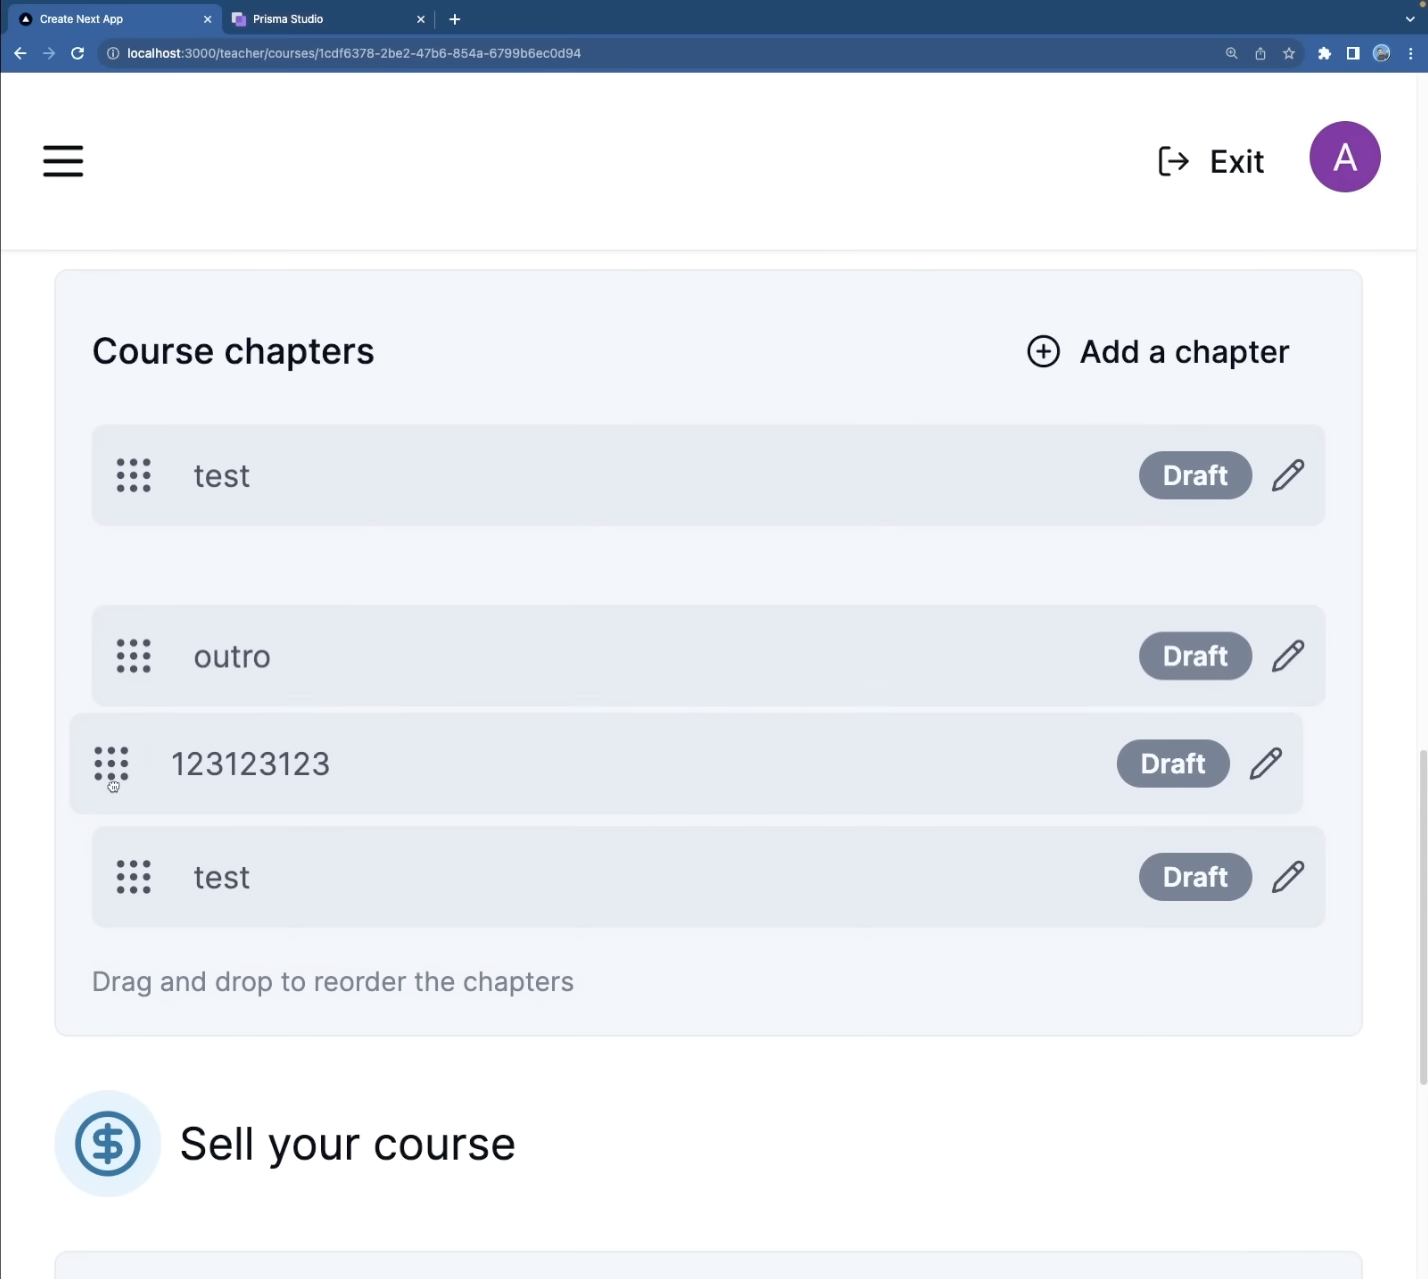 Create Next App
Prisma Studio
localhost:3000/teacher/courses/1cdf6378-2be2-47b6-854a-6799b6ec0d94
Exit
A
Course chapters
Add a chapter
test
Draft
outro
Draft
123123123
Draft
test
Draft
Drag and drop to reorder the chapters
Sell your course